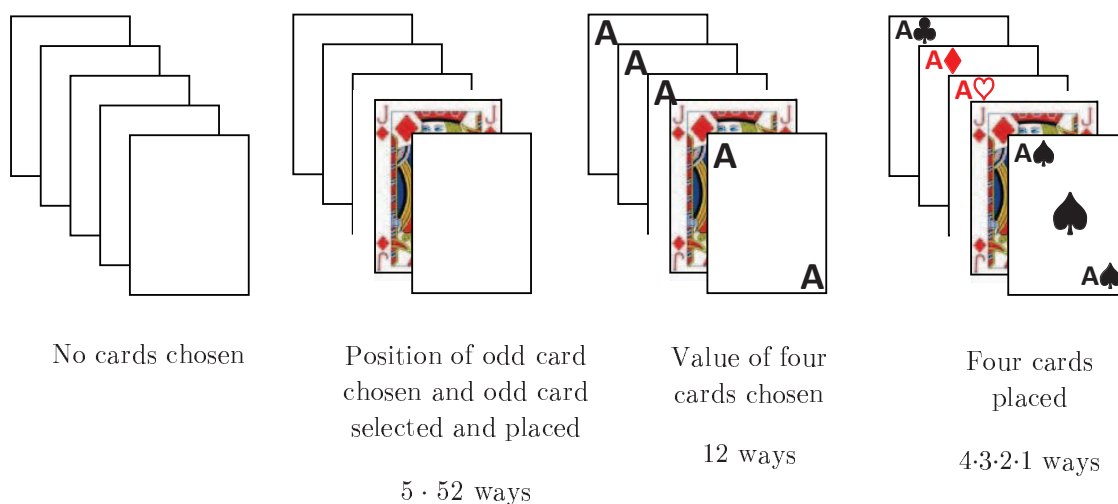 J
J
A
A
A
J
J
A
A
A♣
A♦
A♡
J
J
A♠
A♠
No cards chosen
Position of odd card
chosen and odd card
selected and placed
5 · 52 ways
Value of four
cards chosen
12 ways
Four cards
placed
4·3·2·1 ways